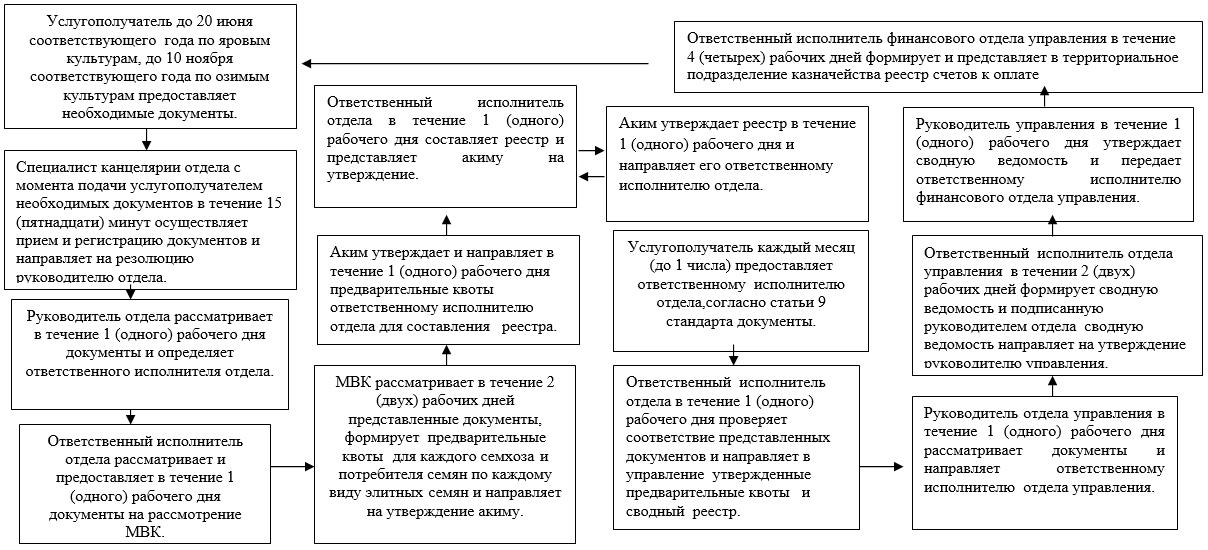 Услугополучатель до 20 июня
соответствующего года по яровым
культурам, до 10 ноября
соответствующего года по озимым
культурам предоставляет
необходимые документы.
Специалист канцелярии отдела с
момента подачи услугополучателем
необходимых документов в течение 15
(пятнадцати) минут осуществляет
прием и регистрацию документов и
направляет на резолюцию
руководителю отдела.
Руководитель отдела рассматривает
в течение 1 (одного) рабочего дня
документы и определяет
ответственного исполнителя отдела.
Ответственный исполнитель
отдела рассматривает и
предоставляет в течение 1
(одного) рабочего дня
документы на рассмотрение
МВК.
МВК рассматривает в течение 2
(двух) рабочих дней
представленные документы,
формирует предварительные
квоты для каждого семхоза и
потребителя семян по каждому
виду элитных семян и направляет
на утверждение акиму.
Аким утверждает и направляет в
течение 1 (одного) рабочего дня
предварительные квоты
ответственному исполнителю
отдела для составления реестра.
Ответственный исполнитель
отдела в течение 1 (одного)
рабочего дня составляет реестр и
представляет акиму на
утверждение.
Аким утверждает реестр в течение
1 (одного) рабочего дня и
направляет его ответственному
исполнителю отдела.
Услугополучатель каждый месяц
(до 1 числа) предоставляет
ответственному исполнителю
отдела,согласно статьи 9
стандарта документы.
Ответственный исполнитель
отдела в течение 1 (одного)
рабочего дня проверяет
соответствие представленных
документов и направляет в
управление утвержденные
предварительные квоты и
сводный реестр.
Руководитель отдела управления в
течение 1 (одного) рабочего дня
рассматривает документы и
направляет ответственному
исполнителю отдела управления.
Ответственный исполнитель отдела
управления в течении 2 (двух)
рабочих дней формирует сводную
ведомость и подписанную
руководителем отдела сводную
ведомость направляет на утверждение
руководителю управления.
Руководитель управления в течение 1
(одного) рабочего дня утверждает
сводную ведомость и передает
ответственному исполнителю
финансового отдела управления.
Ответственный исполнитель финансового отдела управления в течение
4 (четырех) рабочих дней формирует и представляет в территориальное
подразделение казначейства реестр счетов к оплате